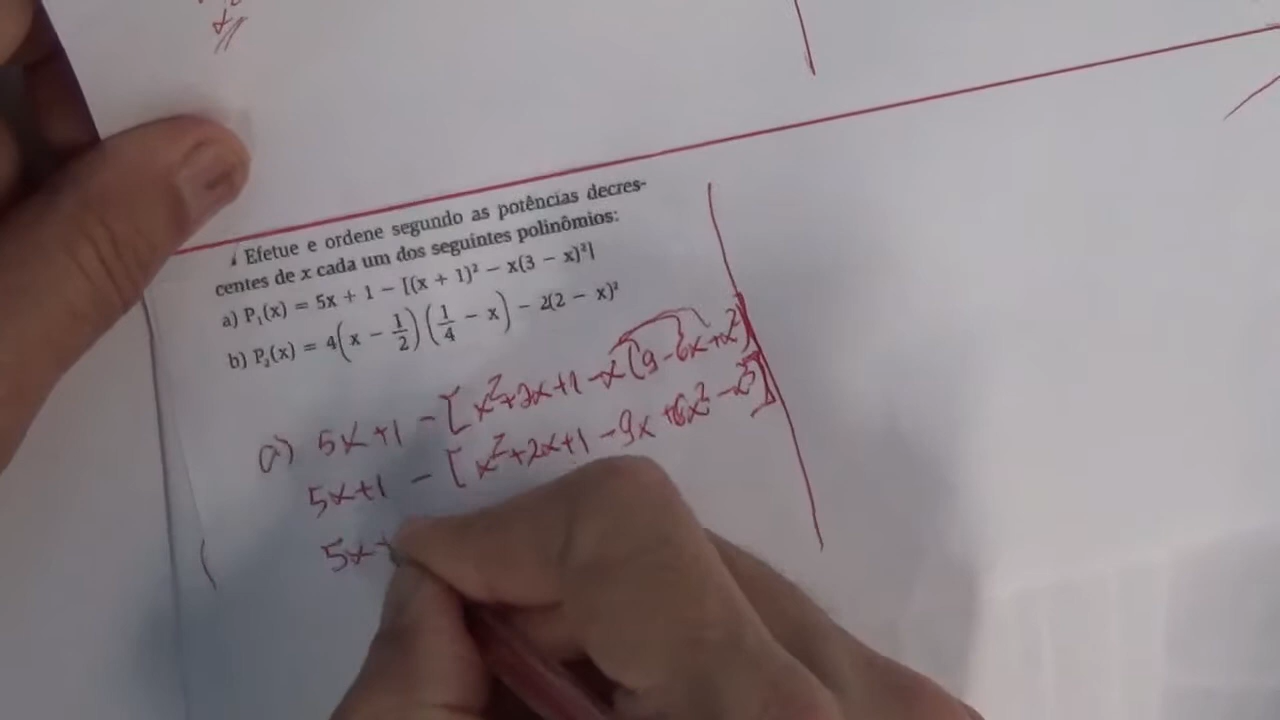 Efetue e ordene segundo as potências decres-
centes de x cada um dos seguintes polinômios:
a) P₁(x) = 5x + 1 − [(x + 1)² − x(3 − x)²]
b) P₂(x) = 4(x − 1/2)(1/4 − x) − 2(2 − x)²
a) 5x+1 − [x²+2x+1−x(9−6x+x²)]
5x+1 − [x²+2x+1−9x+6x²−x³]
5x+